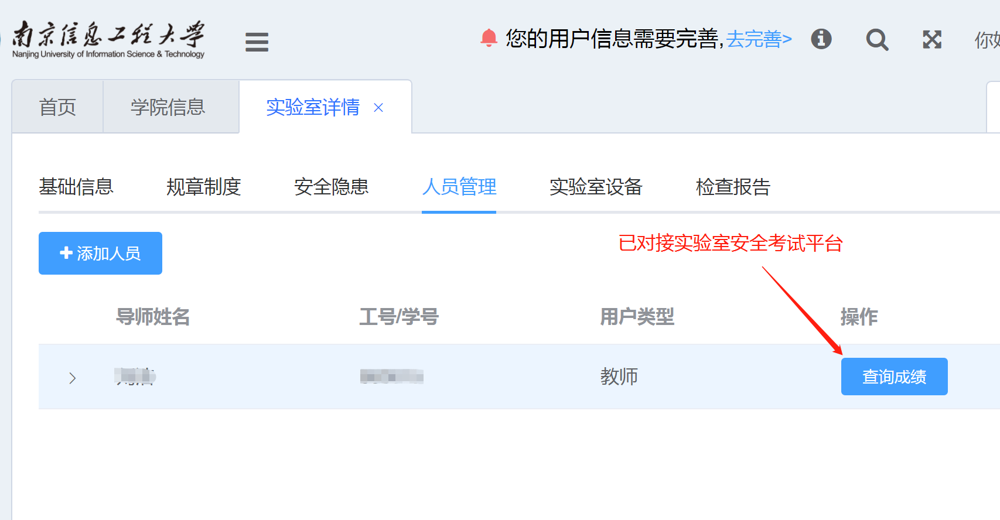 南京信息工程大学
Nanjing University of Information Science & Technology
您的用户信息需要完善,去完善>
首页
学院信息
实验室详情 ×
基础信息
规章制度
安全隐患
人员管理
实验室设备
检查报告
添加人员
已对接实验室安全考试平台
导师姓名
工号/学号
用户类型
操作
教师
查询成绩